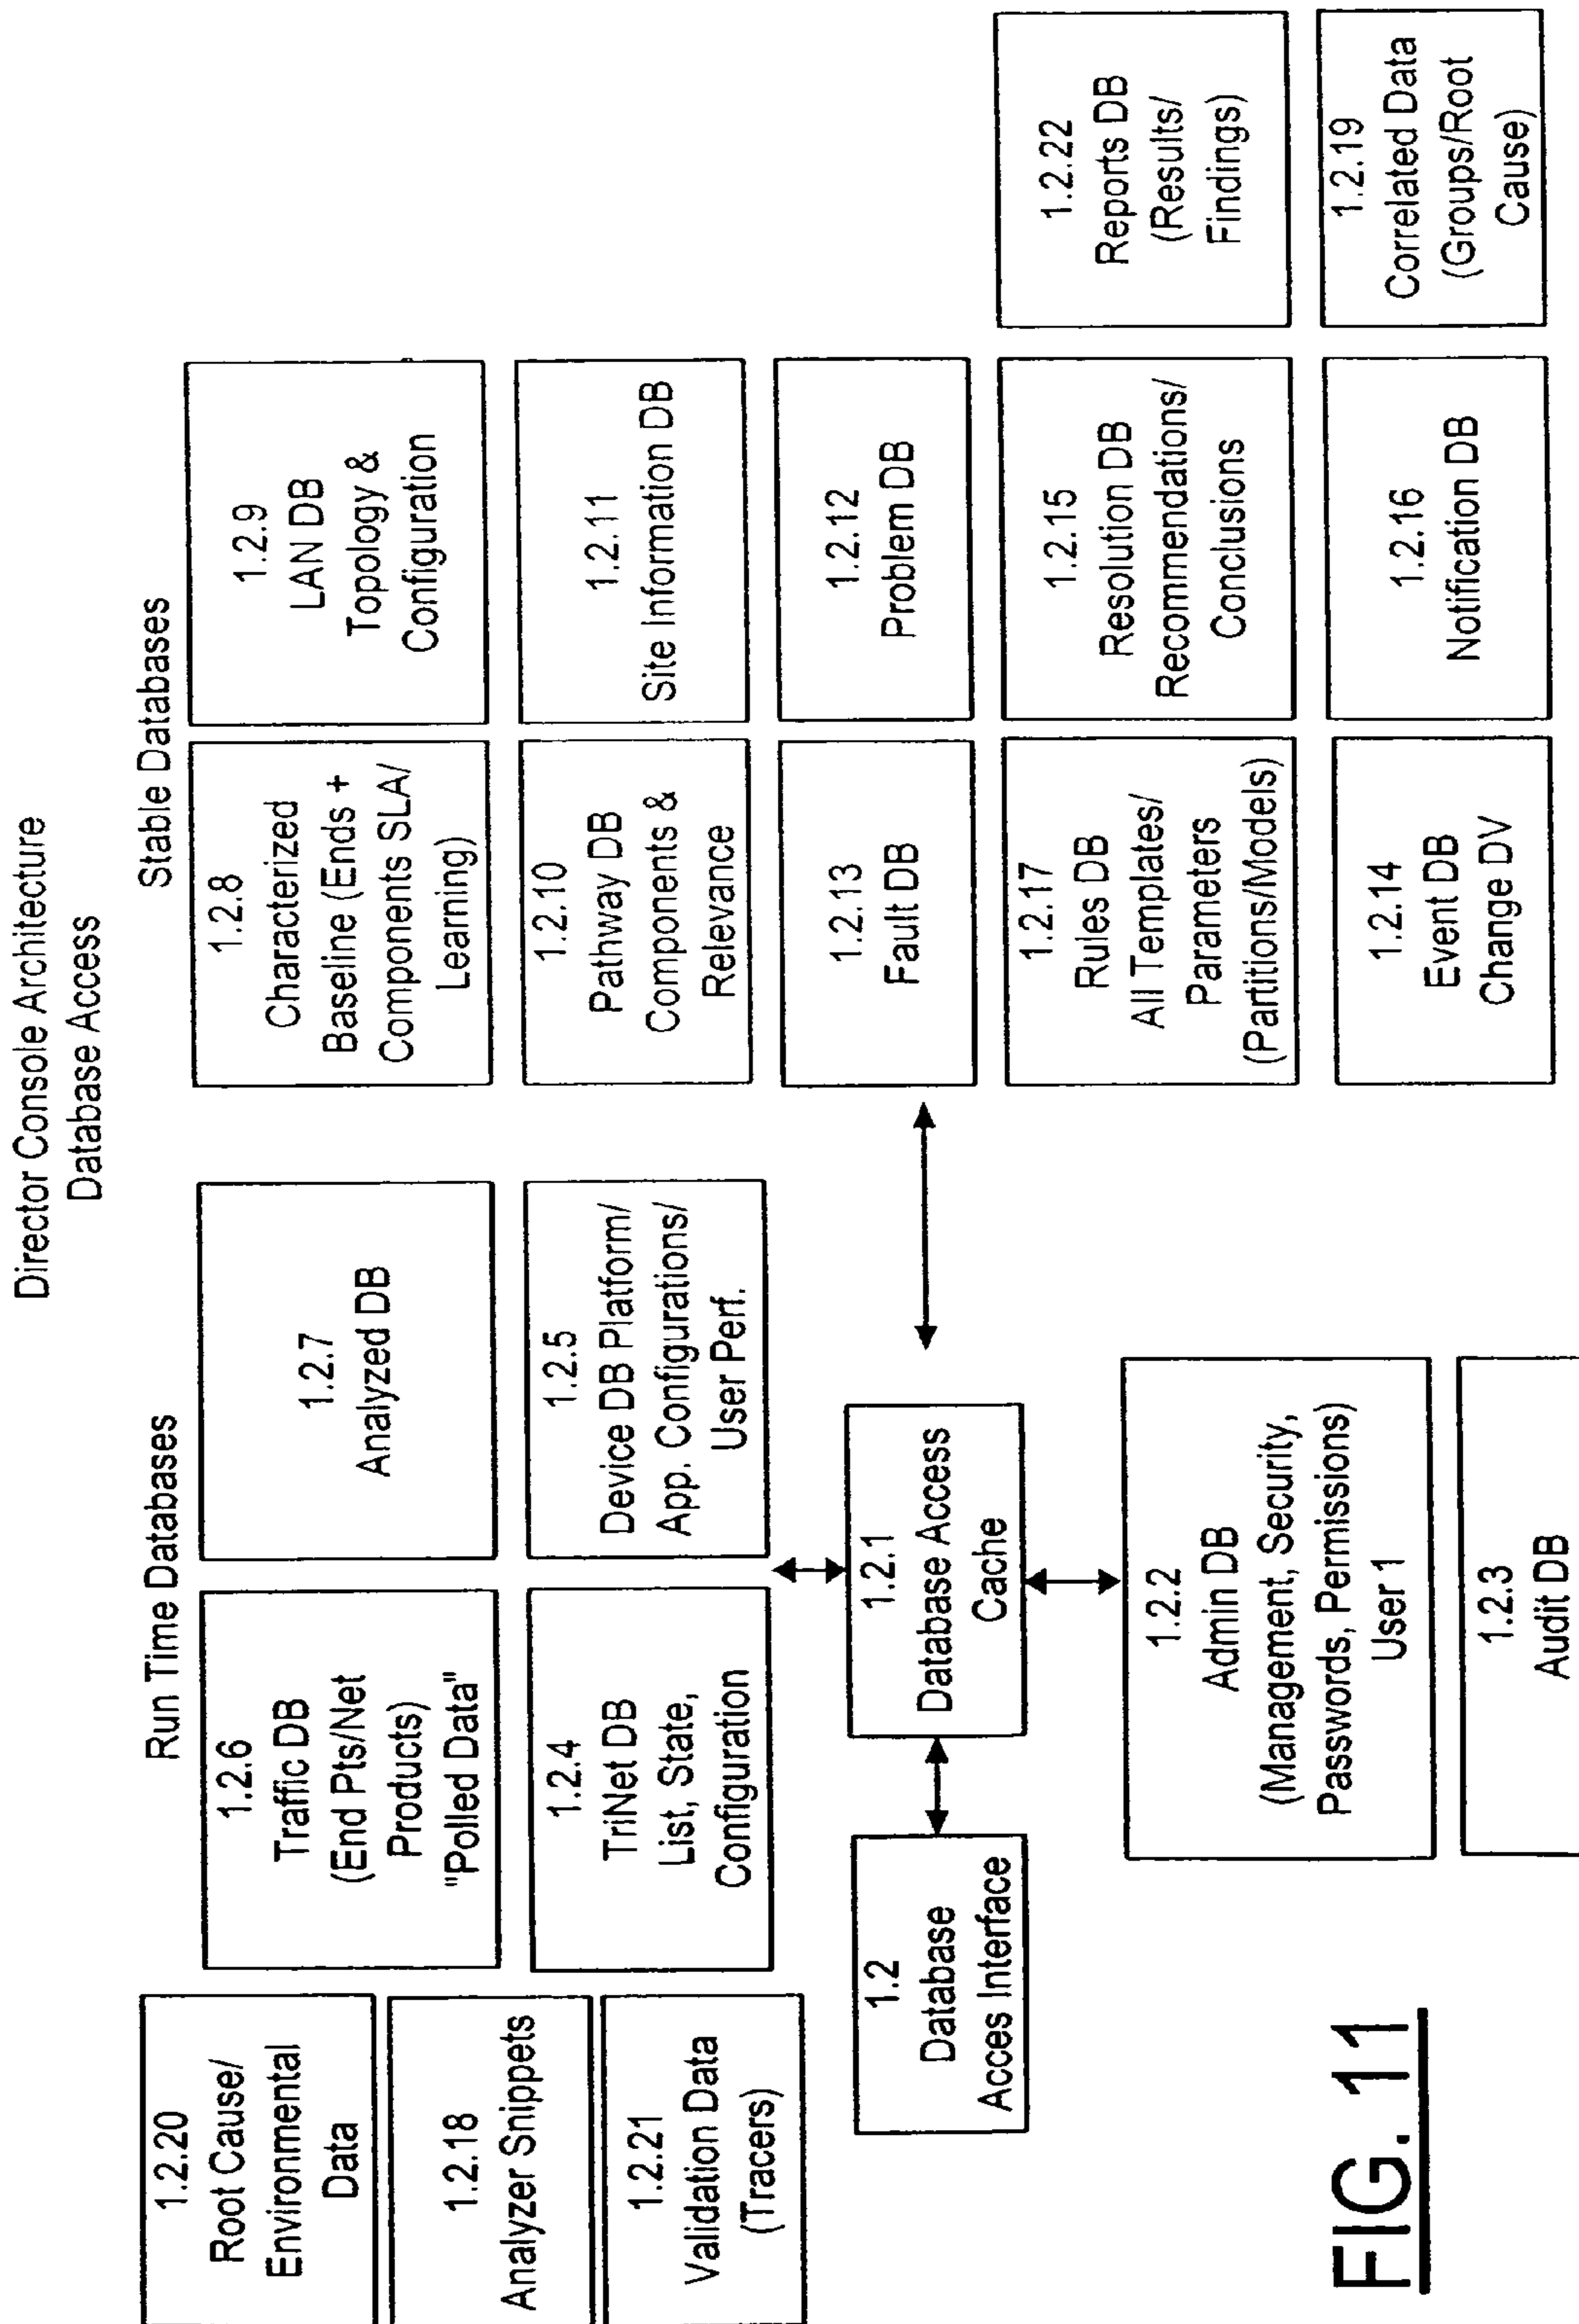 Director Console Architecture
Database Access
Run Time Databases
Stable Databases
1.2.20
Root Cause/
Environmental
Data
1.2.18
Analyzer Snippets
1.2.21
Validation Data
(Tracers)
1.2.6
Traffic DB
(End Pts/Net
Products)
"Polled Data"
1.2.7
Analyzed DB
1.2.4
TriNet DB
List, State,
Configuration
1.2.5
Device DB Platform/
App. Configurations/
User Perf.
1.2
Database
Acces Interface
1.2.1
Database Access
Cache
1.2.2
Admin DB
(Management, Security,
Passwords, Permissions)
User 1
1.2.3
Audit DB
1.2.8
Characterized
Baseline (Ends +
Components SLA/
Learning)
1.2.9
LAN DB
Topology &
Configuration
1.2.10
Pathway DB
Components &
Relevance
1.2.11
Site Information DB
1.2.13
Fault DB
1.2.12
Problem DB
1.2.17
Rules DB
All Templates/
Parameters
(Partitions/Models)
1.2.15
Resolution DB
Recommendations/
Conclusions
1.2.22
Reports DB
(Results/
Findings)
1.2.14
Event DB
Change DV
1.2.16
Notification DB
1.2.19
Correlated Data
(Groups/Root
Cause)
FIG. 11